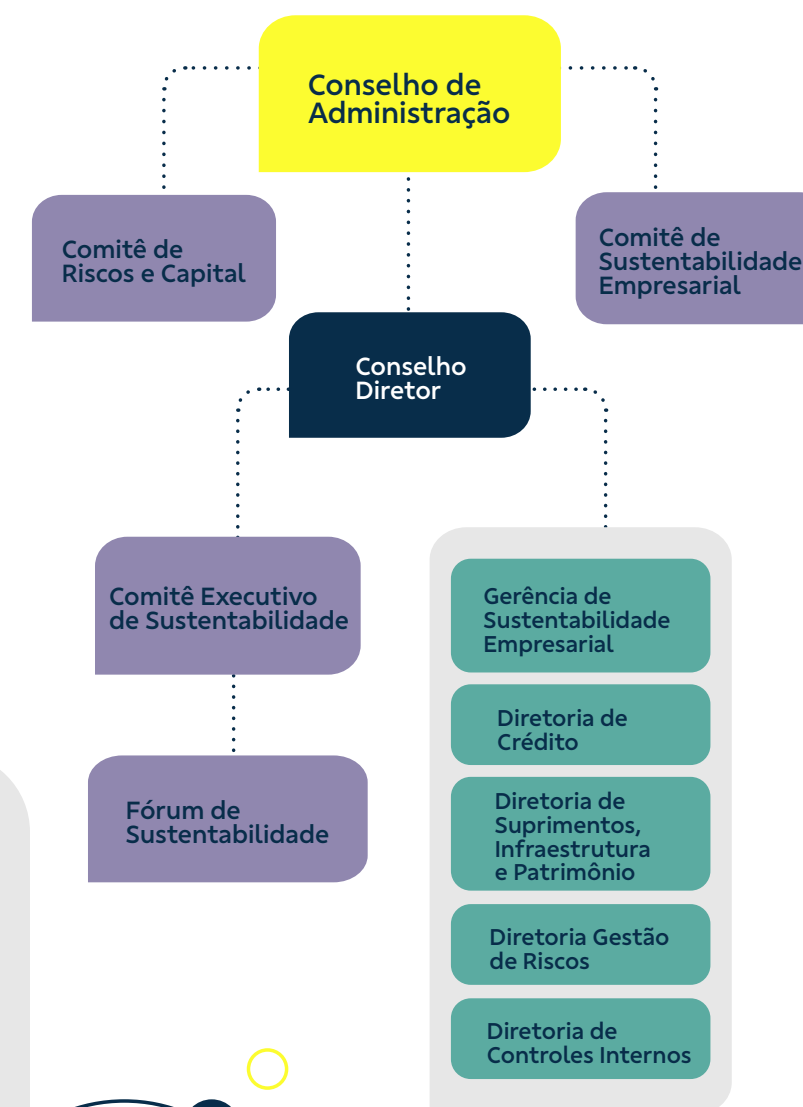 Conselho de
Administração
Comitê de
Riscos e Capital
Comitê de
Sustentabilidade
Empresarial
Conselho
Diretor
Comitê Executivo
de Sustentabilidade
Fórum de
Sustentabilidade
Gerência de
Sustentabilidade
Empresarial
Diretoria de
Crédito
Diretoria de
Suprimentos,
Infraestrutura
e Patrimônio
Diretoria Gestão
de Riscos
Diretoria de
Controles Internos